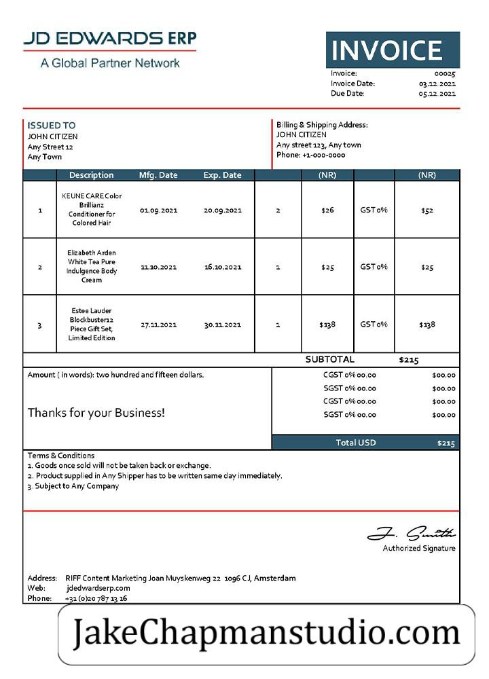 JD EDWARDS ERP
A Global Partner Network
INVOICE
Invoice: 00025
Invoice Date: 03.12.2021
Due Date: 05.12.2021
ISSUED TO
JOHN CITIZEN
Any Street 12
Any Town
Billing & Shipping Address:
JOHN CITIZEN
Any street 123, Any town
Phone: +1-000-0000
Description Mfg. Date Exp. Date (NR) (NR)
1 KEUNE CARE Color Brillianz Conditioner for Colored Hair 01.09.2021 20.09.2021 2 $26 GST 0% $52
2 Elizabeth Arden White Tea Pure Indulgence Body Cream 11.10.2021 16.10.2021 1 $25 GST 0% $25
3 Estee Lauder Blockbuster12 Piece Gift Set, Limited Edition 27.11.2021 30.11.2021 1 $138 GST 0% $138
SUBTOTAL $215
Amount ( in words): two hundred and fifteen dollars.
CGST 0% 00.00 $00.00
SGST 0% 00.00 $00.00
CGST 0% 00.00 $00.00
SGST 0% 00.00 $00.00
Thanks for your Business!
Total USD $215
Terms & Conditions
1. Goods once sold will not be taken back or exchange.
2. Product supplied in Any Shipper has to be written same day immediately.
3. Subject to Any Company
J. Smith
Authorized Signature
Address: RIFF Content Marketing Joan Muyskenweg 22 1096 CJ, Amsterdam
Web: jdedwardserp.com
Phone: +31 (0)20 787 13 16
JakeChapmanstudio.com